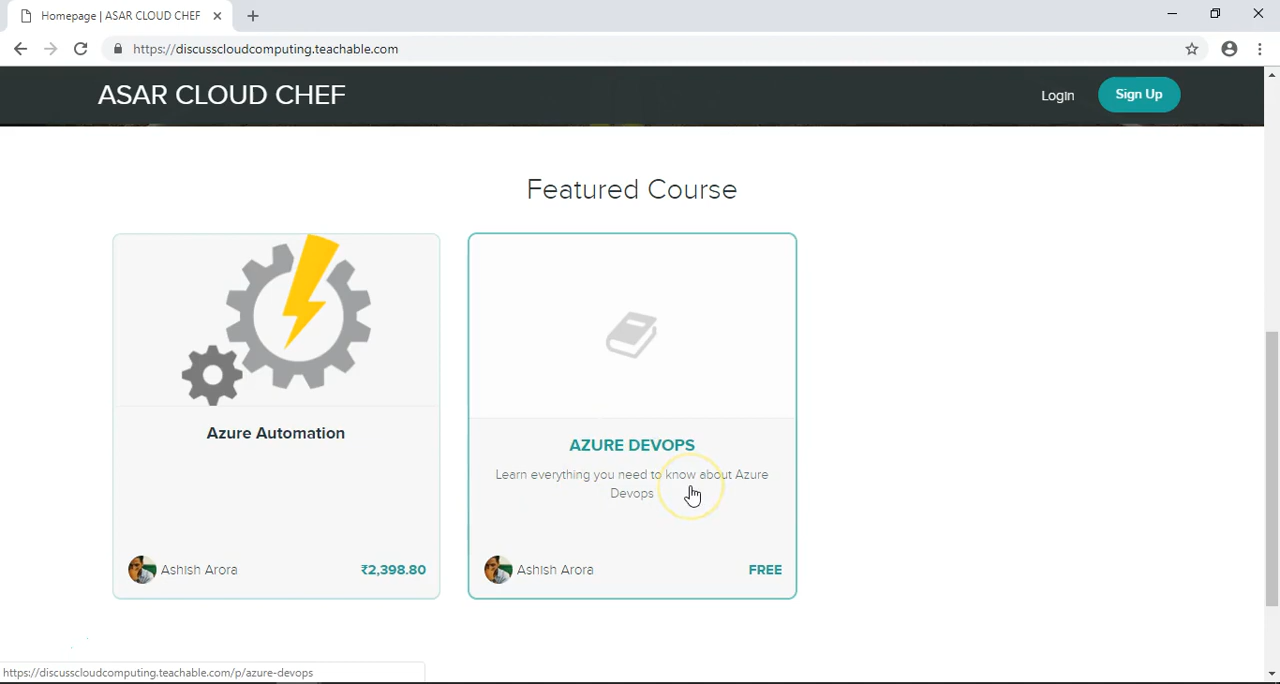 Homepage | ASAR CLOUD CHEF
https://discusscloudcomputing.teachable.com
ASAR CLOUD CHEF
Login
Sign Up
Featured Course
Azure Automation
Ashish Arora
₹2,398.80
AZURE DEVOPS
Learn everything you need to know about Azure
Devops
Ashish Arora
FREE
https://discusscloudcomputing.teachable.com/p/azure-devops